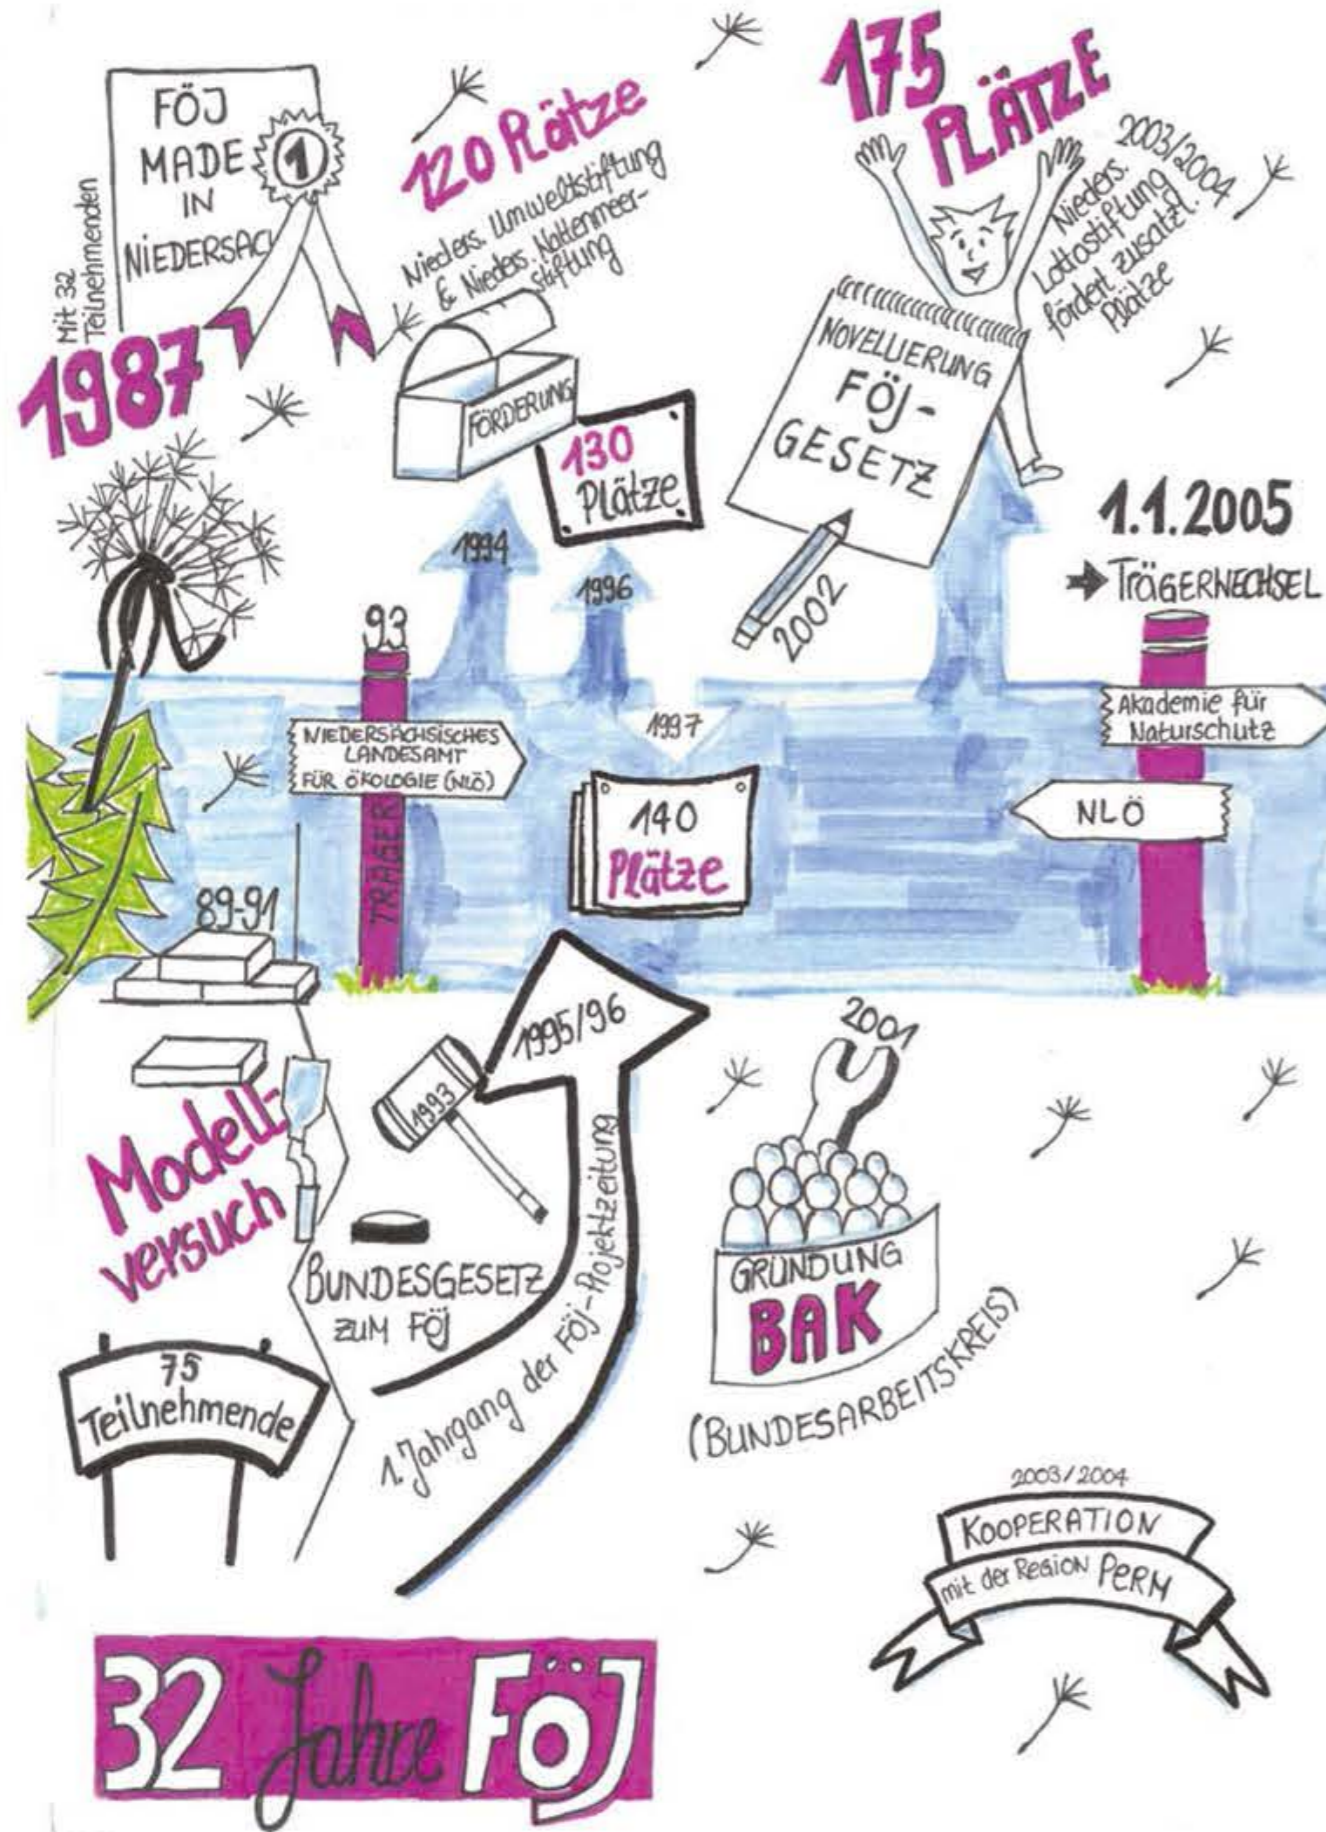 FÖJ
MADE
IN
NIEDERSAC
1
Mit 32
Teilnehmenden
1987
120 Plätze
Nieders. Umweltstiftung
& Nieders. Wattenmeer-
stiftung
FÖRDERUNG
130
Plätze
1994
1996
175
PLÄTZE
2003/2004
Nieders.
Lottostiftung
fördert zusätzl.
Plätze
NOVELLIERUNG
FÖJ-
GESETZ
2002
1.1.2005
TRÄGERWECHSEL
Akademie für
Naturschutz
NLÖ
93
NIEDERSÄCHSISCHES
LANDESAMT
FÜR ÖKOLOGIE (NLÖ)
TRÄGER
1997
140
Plätze
89-91
Modell-
versuch
75
Teilnehmende
1993
BUNDESGESETZ
ZUM FÖJ
1995/96
1. Jahrgang der FÖJ-Projektzeitung
2001
GRÜNDUNG
BAK
(BUNDESARBEITSKREIS)
2003/2004
KOOPERATION
mit der REGION PERM
32 Jahre FÖJ